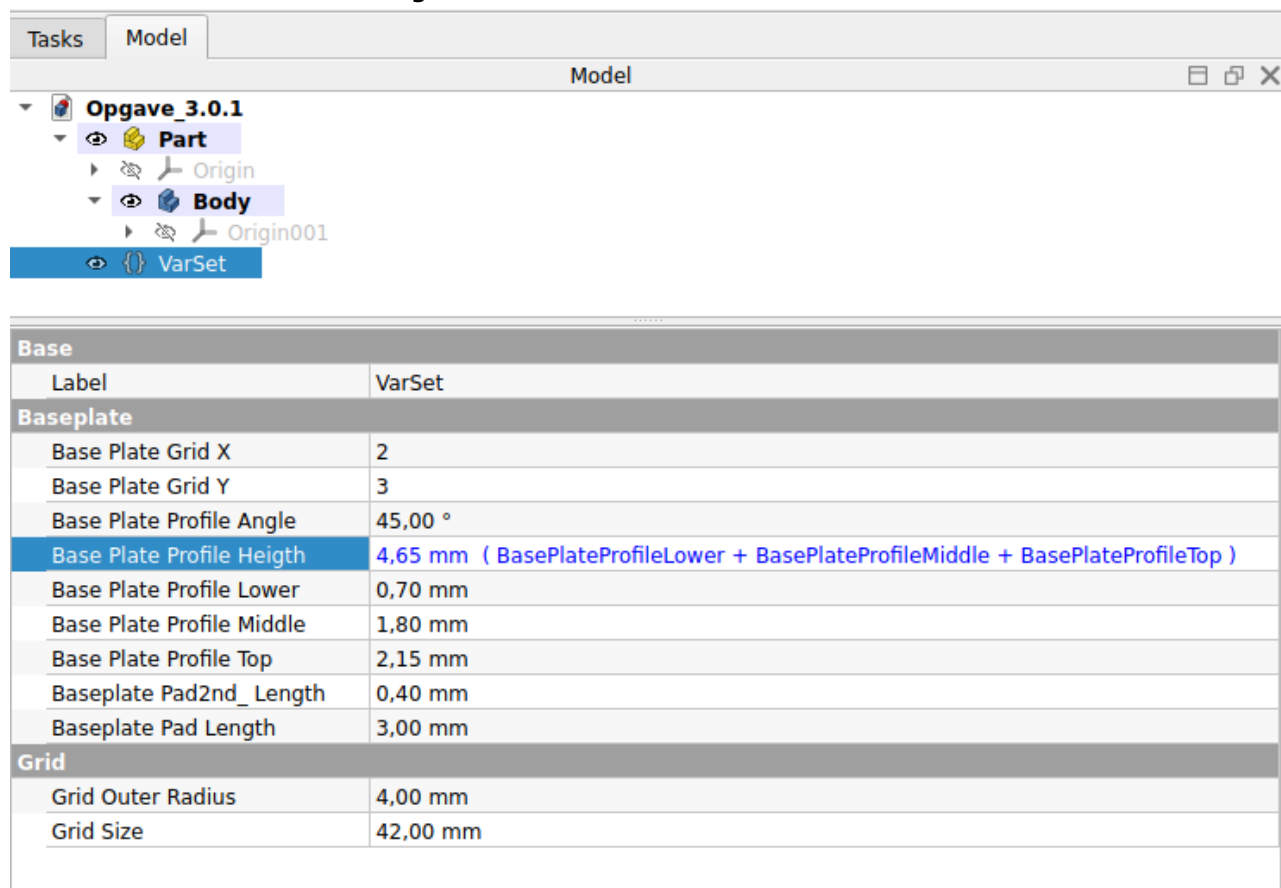 Tasks Model
Model
Opgave_3.0.1
Part
Origin
Body
Origin001
{} VarSet
Base
Label VarSet
Baseplate
Base Plate Grid X 2
Base Plate Grid Y 3
Base Plate Profile Angle 45,00 °
Base Plate Profile Heigth 4,65 mm ( BasePlateProfileLower + BasePlateProfileMiddle + BasePlateProfileTop )
Base Plate Profile Lower 0,70 mm
Base Plate Profile Middle 1,80 mm
Base Plate Profile Top 2,15 mm
Baseplate Pad2nd_ Length 0,40 mm
Baseplate Pad Length 3,00 mm
Grid
Grid Outer Radius 4,00 mm
Grid Size 42,00 mm